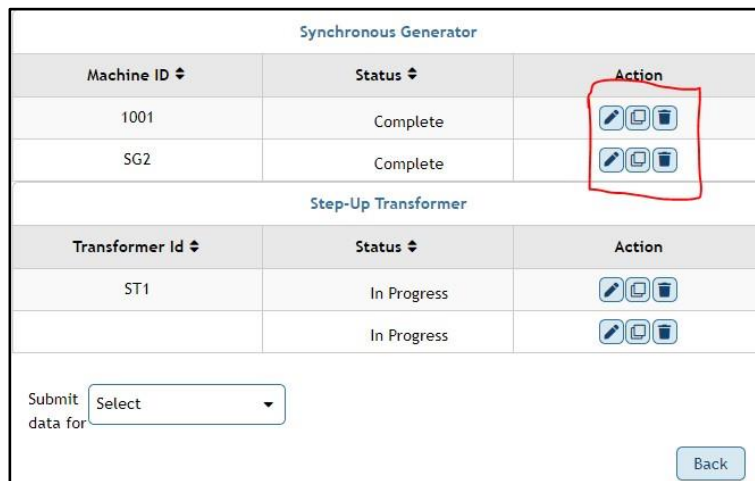 Synchronous Generator
Machine ID Status Action
1001 Complete
SG2 Complete
Step-Up Transformer
Transformer Id Status Action
ST1 In Progress
In Progress
Submit data for
Select
Back